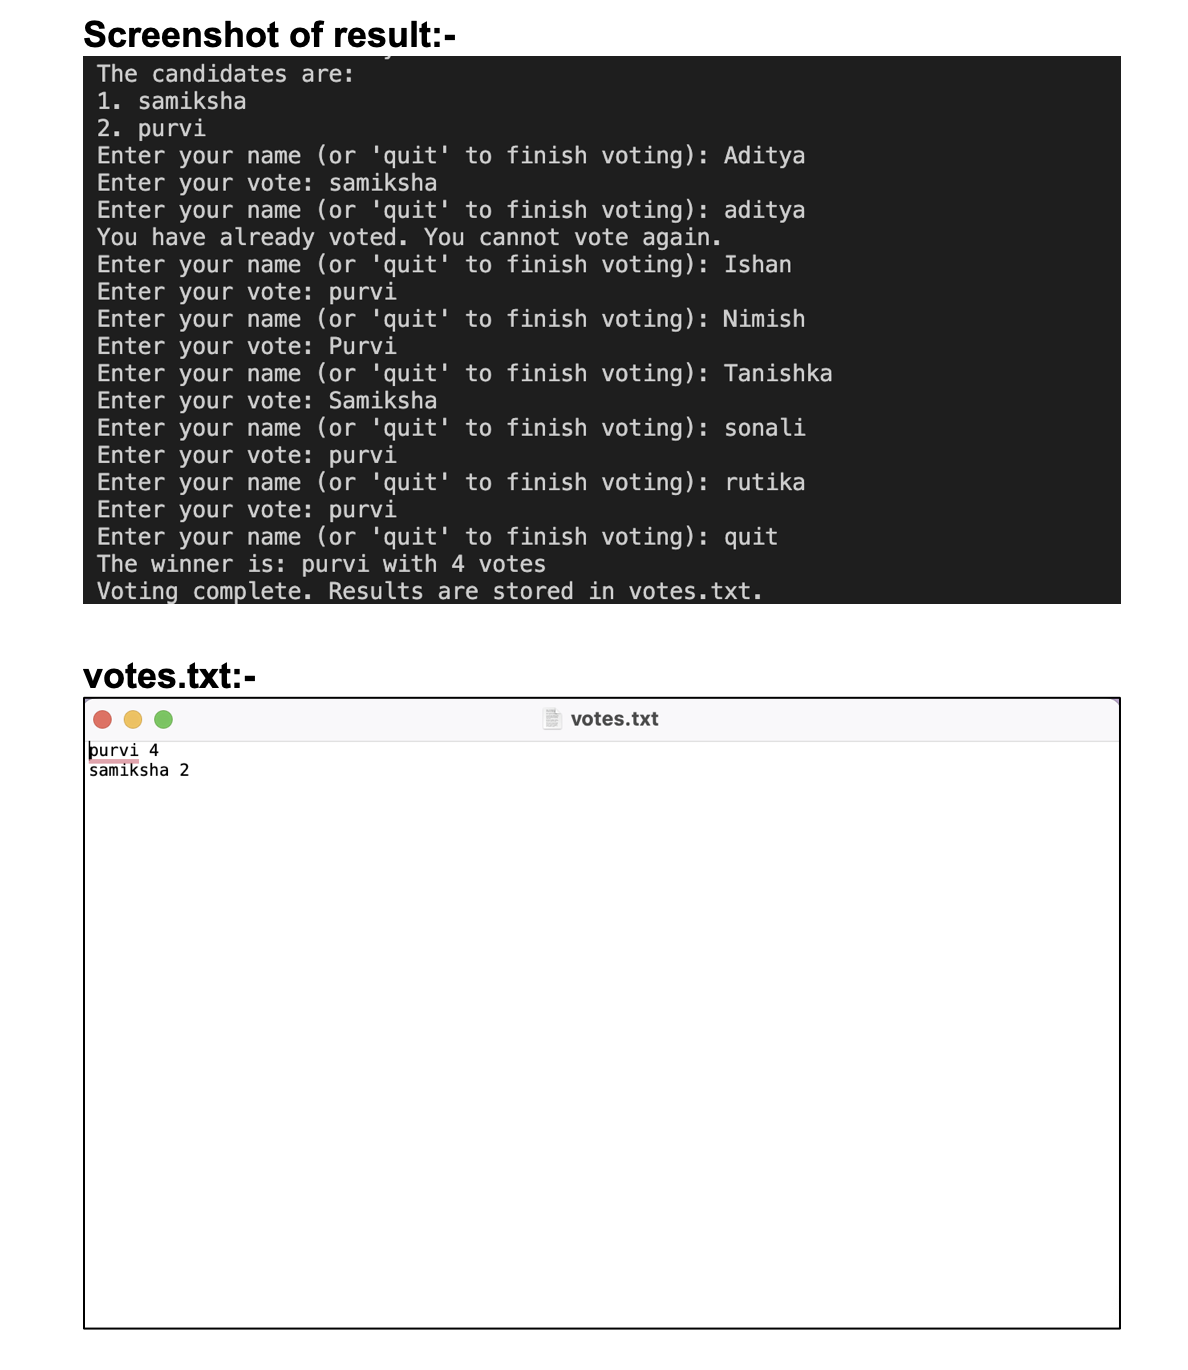 Screenshot of result:-
The candidates are:
1. samiksha
2. purvi
Enter your name (or 'quit' to finish voting): Aditya
Enter your vote: samiksha
Enter your name (or 'quit' to finish voting): aditya
You have already voted. You cannot vote again.
Enter your name (or 'quit' to finish voting): Ishan
Enter your vote: purvi
Enter your name (or 'quit' to finish voting): Nimish
Enter your vote: Purvi
Enter your name (or 'quit' to finish voting): Tanishka
Enter your vote: Samiksha
Enter your name (or 'quit' to finish voting): sonali
Enter your vote: purvi
Enter your name (or 'quit' to finish voting): rutika
Enter your vote: purvi
Enter your name (or 'quit' to finish voting): quit
The winner is: purvi with 4 votes
Voting complete. Results are stored in votes.txt.
votes.txt:-
votes.txt
purvi 4
samiksha 2